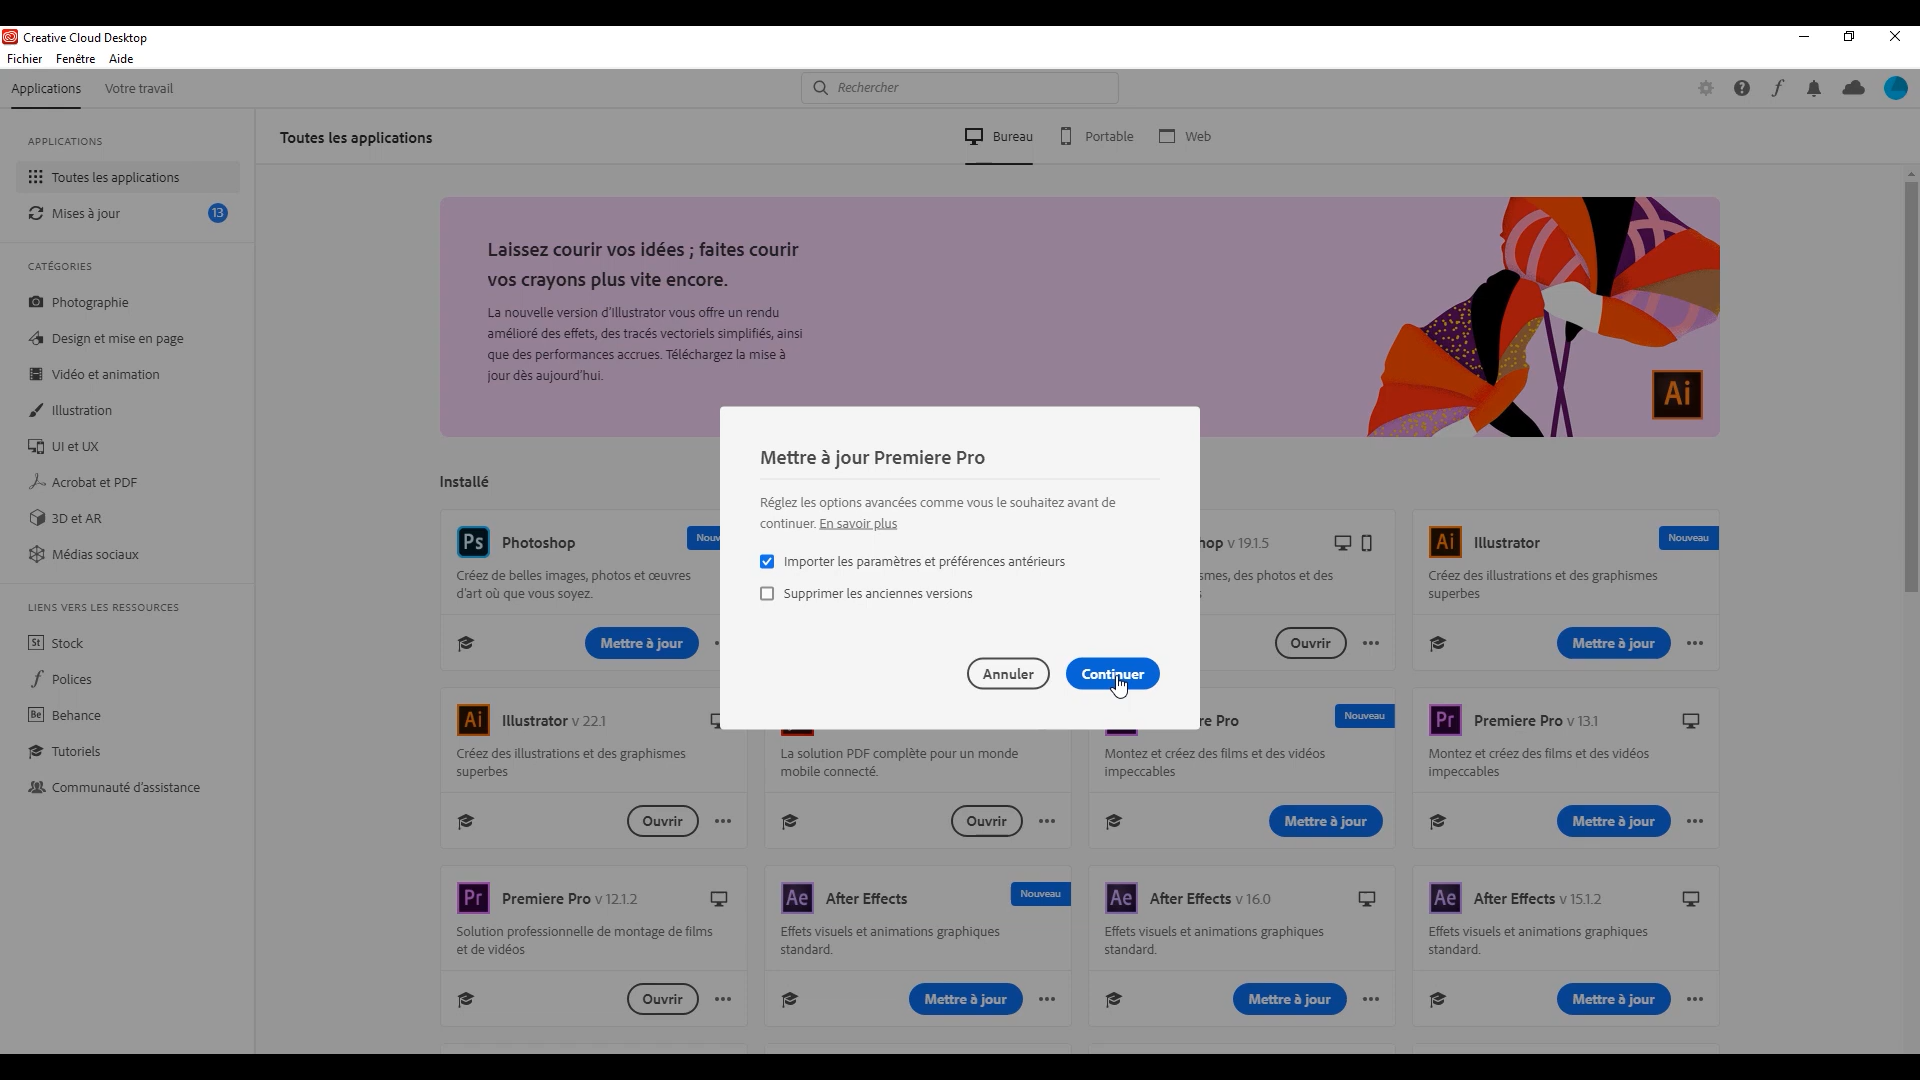 Creative Cloud Desktop
Fichier Fenêtre Aide
Applications Votre travail
Rechercher
APPLICATIONS
Toutes les applications
Mises à jour 13
CATÉGORIES
Photographie
Design et mise en page
Vidéo et animation
Illustration
UI et UX
Acrobat et PDF
3D et AR
Médias sociaux
LIENS VERS LES RESSOURCES
St Stock
Polices
Be Behance
Tutoriels
Communauté d'assistance
Toutes les applications
Bureau Portable Web
Laissez courir vos idées ; faites courir
vos crayons plus vite encore.
La nouvelle version d'Illustrator vous offre un rendu
amélioré des effets, des tracés vectoriels simplifiés, ainsi
que des performances accrues. Téléchargez la mise à
jour dès aujourd'hui.
Ai
Installé
Mettre à jour Premiere Pro
Réglez les options avancées comme vous le souhaitez avant de
continuer. En savoir plus
Importer les paramètres et préférences antérieurs
Supprimer les anciennes versions
Annuler Continuer
Ps Photoshop Nouv
Créez de belles images, photos et œuvres
d'art où que vous soyez.
Mettre à jour
hop v 19.1.5
mes, des photos et des
Ouvrir
Ai Illustrator Nouveau
Créez des illustrations et des graphismes
superbes
Mettre à jour
Ai Illustrator v 22.1
Créez des illustrations et des graphismes
superbes
Ouvrir
La solution PDF complète pour un monde
mobile connecté.
Ouvrir
re Pro Nouveau
Montez et créez des films et des vidéos
impeccables
Mettre à jour
Pr Premiere Pro v 13.1
Montez et créez des films et des vidéos
impeccables
Mettre à jour
Pr Premiere Pro v 12.1.2
Solution professionnelle de montage de films
et de vidéos
Ouvrir
Ae After Effects Nouveau
Effets visuels et animations graphiques
standard.
Mettre à jour
Ae After Effects v 16.0
Effets visuels et animations graphiques
standard.
Mettre à jour
Ae After Effects v 15.1.2
Effets visuels et animations graphiques
standard.
Mettre à jour